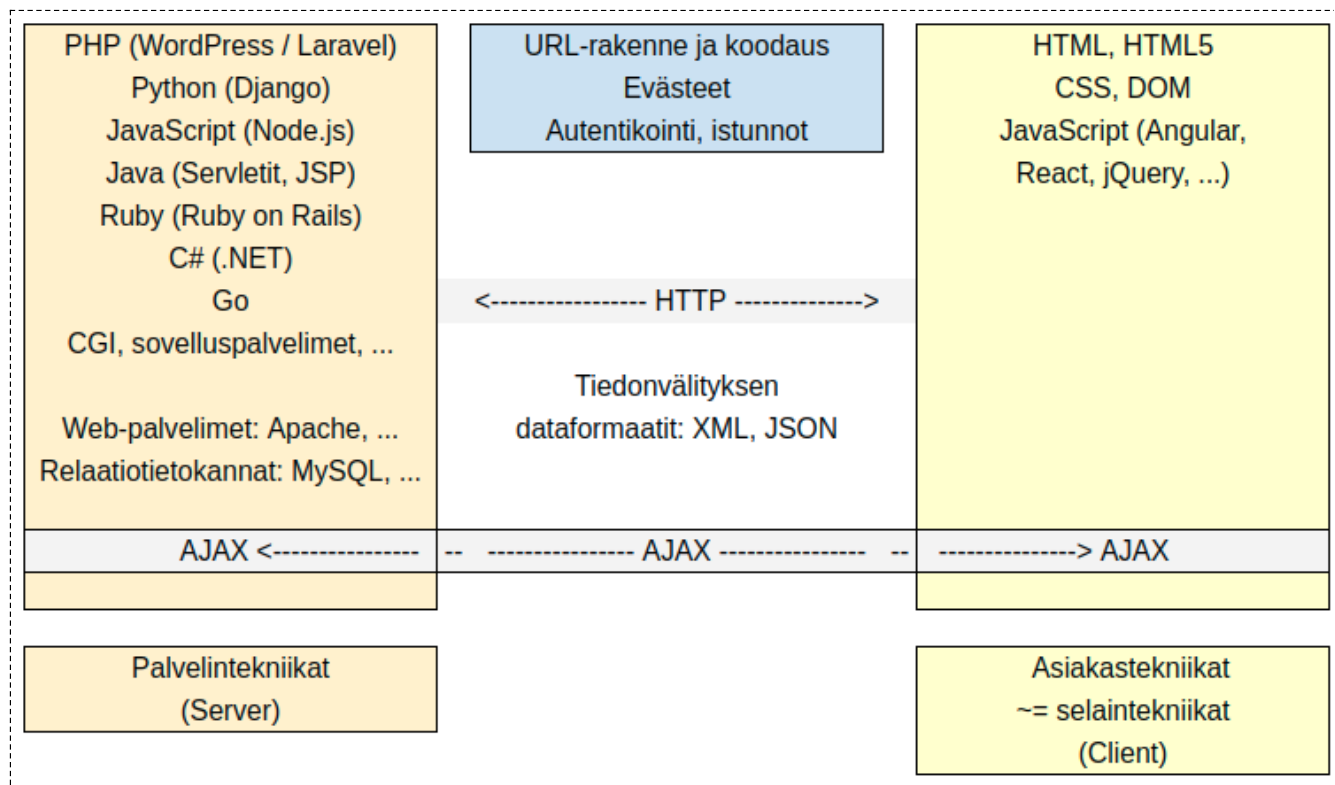 PHP (WordPress / Laravel)
Python (Django)
JavaScript (Node.js)
Java (Servletit, JSP)
Ruby (Ruby on Rails)
C# (.NET)
Go
CGI, sovelluspalvelimet, ...
Web-palvelimet: Apache, ...
Relaatiotietokannat: MySQL, ...
URL-rakenne ja koodaus
Evästeet
Autentikointi, istunnot
<----------------- HTTP -------------->
Tiedonvälityksen
dataformaatit: XML, JSON
HTML, HTML5
CSS, DOM
JavaScript (Angular,
React, jQuery, ...)
AJAX <---------------- -- ---------------- AJAX ---------------- -- ---------------> AJAX
Palvelintekniikat
(Server)
Asiakastekniikat
~= selaintekniikat
(Client)